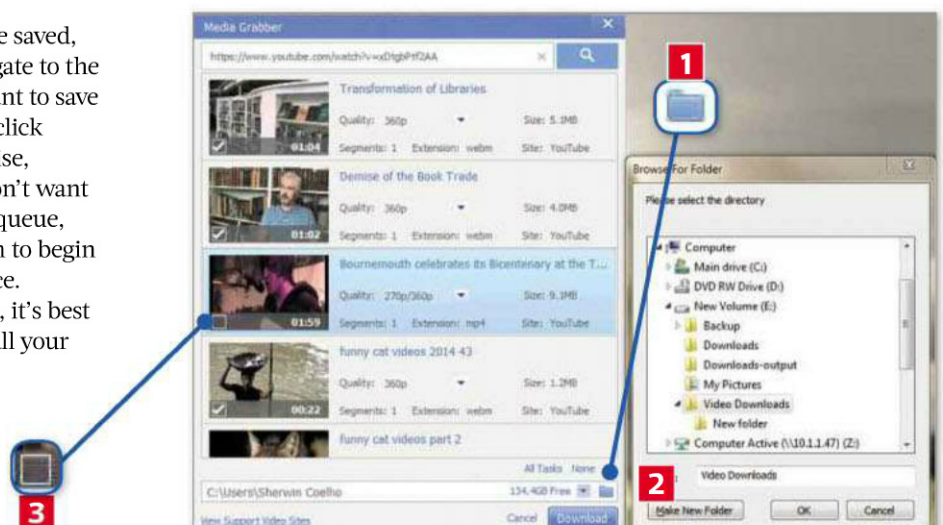 e saved,
gate to the
ant to save
click
ise,
on't want
queue,
n to begin
ce.
, it's best
all your
Media Grabber
https://www.youtube.com/watch?v=xDtgbPtf2AA
Transformation of Libraries
Quality: 360p Size: 5.1MB
01:04 Segments: 1 Extension: webm Site: YouTube
Demise of the Book Trade
Quality: 360p Size: 4.0MB
01:02 Segments: 1 Extension: webm Site: YouTube
Bournemouth celebrates its Bicentenary at the T...
Quality: 270p/360p Size: 9.1MB
01:59 Segments: 1 Extension: mp4 Site: YouTube
funny cat videos 2014 43
Quality: 360p Size: 1.2MB
00:22 Segments: 1 Extension: webm Site: YouTube
funny cat videos part 2
All Tasks None
C:\Users\Sherwin Coelho 134.4GB Free
View Support Video Sites Cancel Download
1
Browse For Folder
Please select the directory
Computer
Main drive (C:)
DVD RW Drive (D:)
New Volume (E:)
Backup
Downloads
Downloads-output
My Pictures
Video Downloads
New folder
Computer Active (\\10.1.1.47) (Z:)
2 : Video Downloads
Make New Folder OK Cancel
3